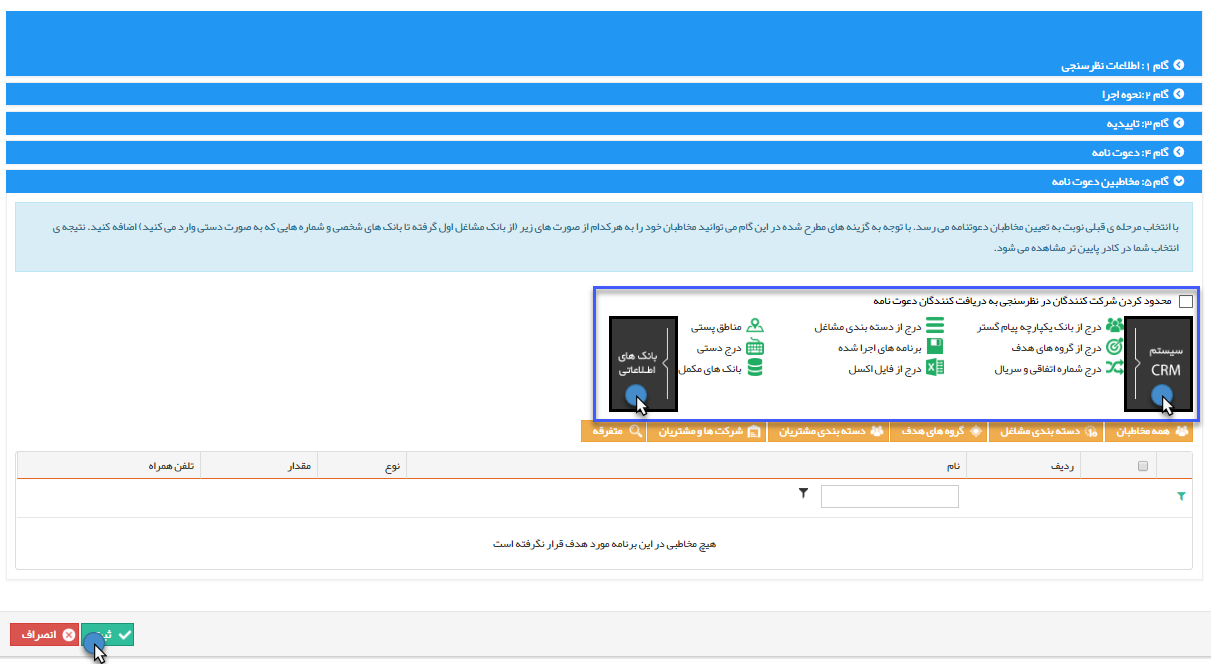 گام ۱: اطلاعات نظرسنجی
گام ۲:نحوه اجرا
گام ۳: تاییدیه
گام ۴: دعوت نامه
گام ۵: مخاطبین دعوت نامه
با انتخاب مرحله ی قبلی نوبت به تعیین مخاطبان دعوتنامه می رسد. با توجه به گزینه های مطرح شده در این گام می توانید مخاطبان خود را به هرکدام از صورت های زیر (از بانک مشاغل اول گرفته تا بانک های شخصی و شماره هایی که به صورت دستی وارد می کنید) اضافه کنید. نتیجه ی
انتخاب شما در کادر پایین تر مشاهده می شود.
محدود کردن شرکت کنندگان در نظرسنجی به دریافت کنندگان دعوت نامه
سیستم
CRM
درج از بانک یکپارچه پیام گستر
درج از دسته بندی مشاغل
مناطق پستی
درج از گروه های هدف
برنامه های اجرا شده
درج دستی
درج شماره اتفاقی و سریال
درج از فایل اکسل
بانک های مکمل
بانک های
اطلاعاتی
همه مخاطبان
دسته بندی مشاغل
گروه های هدف
دسته بندی مشتریان
شرکت ها و مشتریان
متفرقه
ردیف
نام
نوع
مقدار
تلفن همراه
هیچ مخاطبی در این برنامه مورد هدف قرار نگرفته است
انصراف